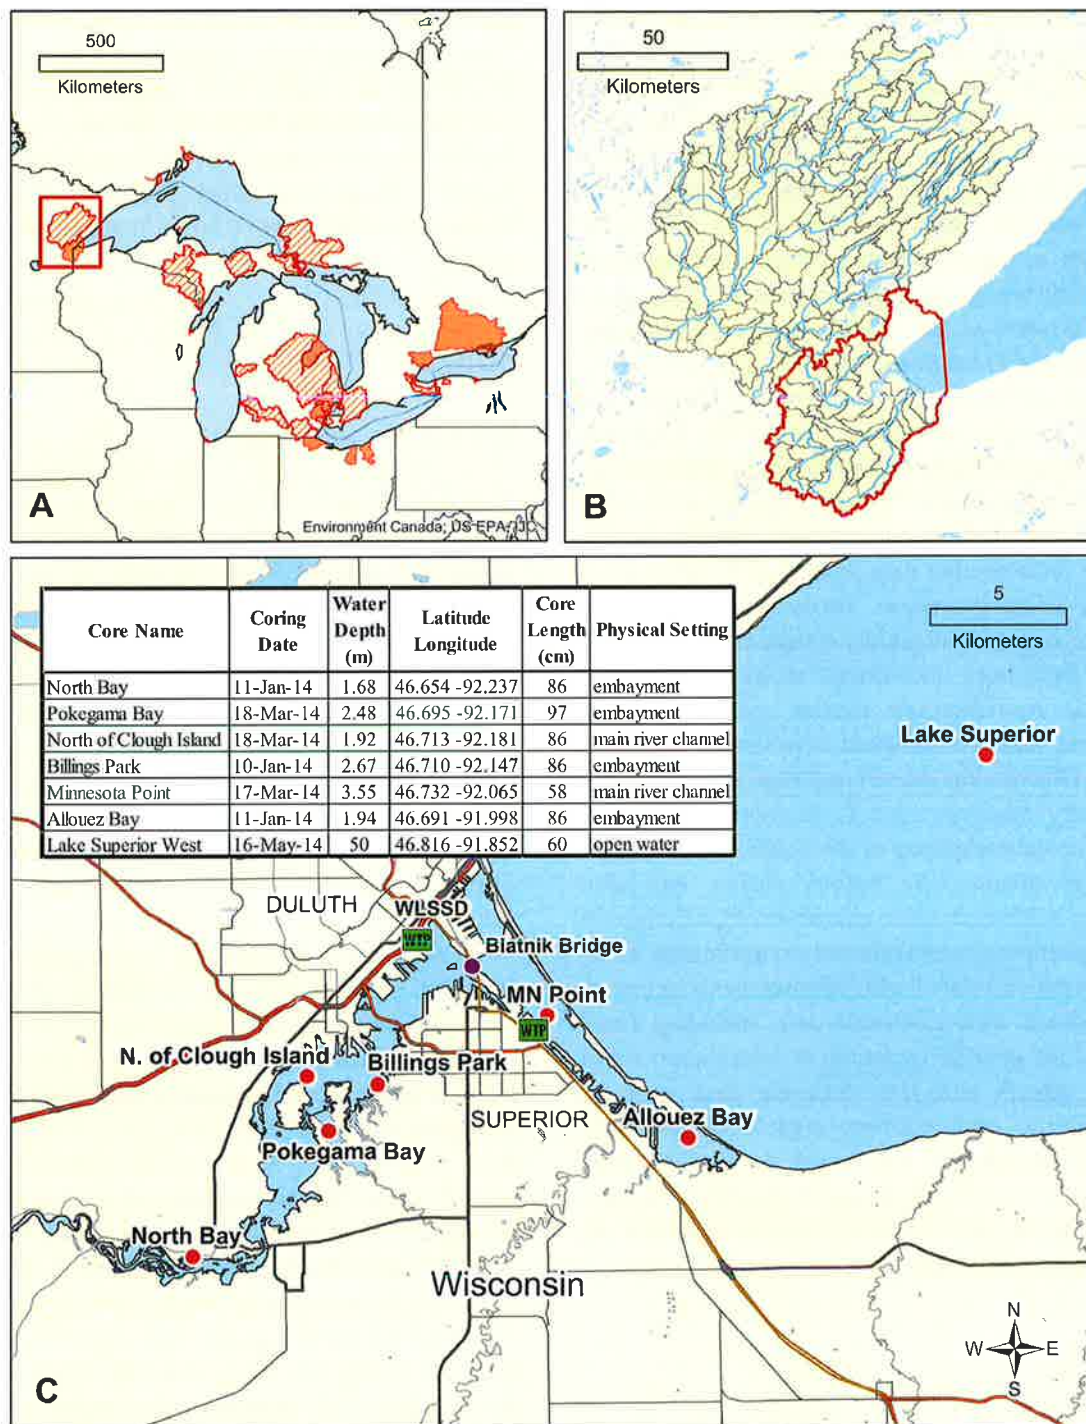 500
Kilometers
A
Environment Canada; US EPA; IJC
50
Kilometers
B
Core Name Coring Date Water Depth (m) Latitude Longitude Core Length (cm) Physical Setting
North Bay 11-Jan-14 1.68 46.654 -92.237 86 embayment
Pokegama Bay 18-Mar-14 2.48 46.695 -92.171 97 embayment
North of Clough Island 18-Mar-14 1.92 46.713 -92.181 86 main river channel
Billings Park 10-Jan-14 2.67 46.710 -92.147 86 embayment
Minnesota Point 17-Mar-14 3.55 46.732 -92.065 58 main river channel
Allouez Bay 11-Jan-14 1.94 46.691 -91.998 86 embayment
Lake Superior West 16-May-14 50 46.816 -91.852 60 open water
5
Kilometers
Lake Superior
DULUTH
WLSSD
WTP
Blatnik Bridge
MN Point
WTP
N. of Clough Island
Billings Park
SUPERIOR
Allouez Bay
Pokegama Bay
North Bay
Wisconsin
N
W E
S
C